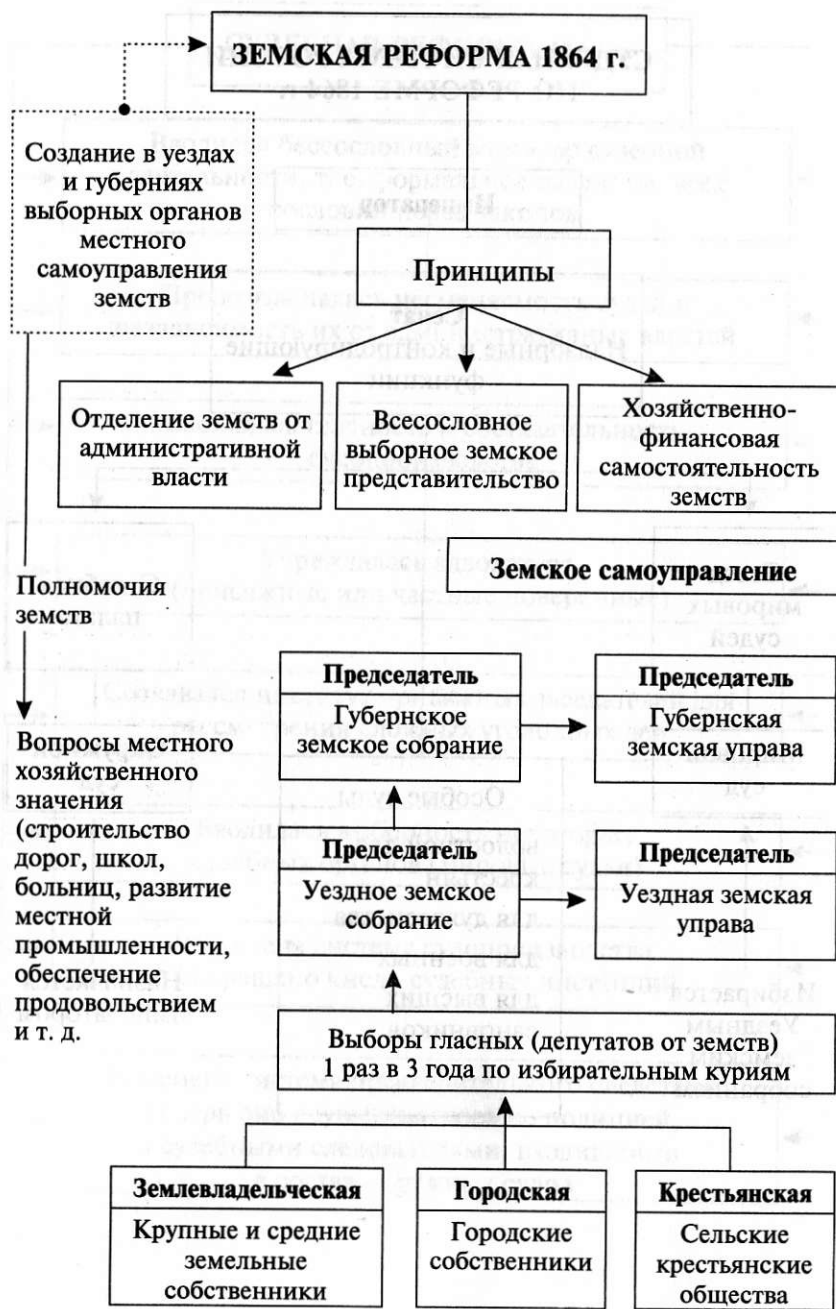 ЗЕМСКАЯ РЕФОРМА 1864 г.
Создание в уездах
и губерниях
выборных органов
местного
самоуправления
земств
Принципы
Отделение земств от
административной
власти
Всесословное
выборное земское
представительство
Хозяйственно-
финансовая
самостоятельность
земств
Земское самоуправление
Полномочия
земств
Вопросы местного
хозяйственного
значения
(строительство
дорог, школ,
больниц, развитие
местной
промышленности,
обеспечение
продовольствием
и т. д.
Председатель
Губернское
земское собрание
Председатель
Губернская
земская управа
Председатель
Уездное земское
собрание
Председатель
Уездная земская
управа
Выборы гласных (депутатов от земств)
1 раз в 3 года по избирательным куриям
Землевладельческая
Крупные и средние
земельные
собственники
Городская
Городские
собственники
Крестьянская
Сельские
крестьянские
общества